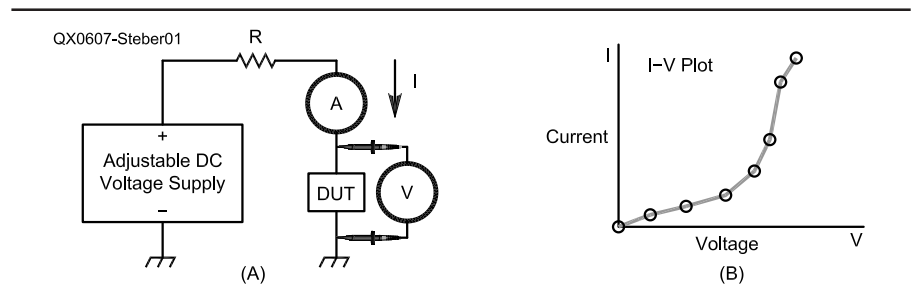 QX0607-Steber01
R
A
I
+
Adjustable DC
Voltage Supply
−
DUT
V
(A)
I
I−V Plot
Current
Voltage
V
(B)